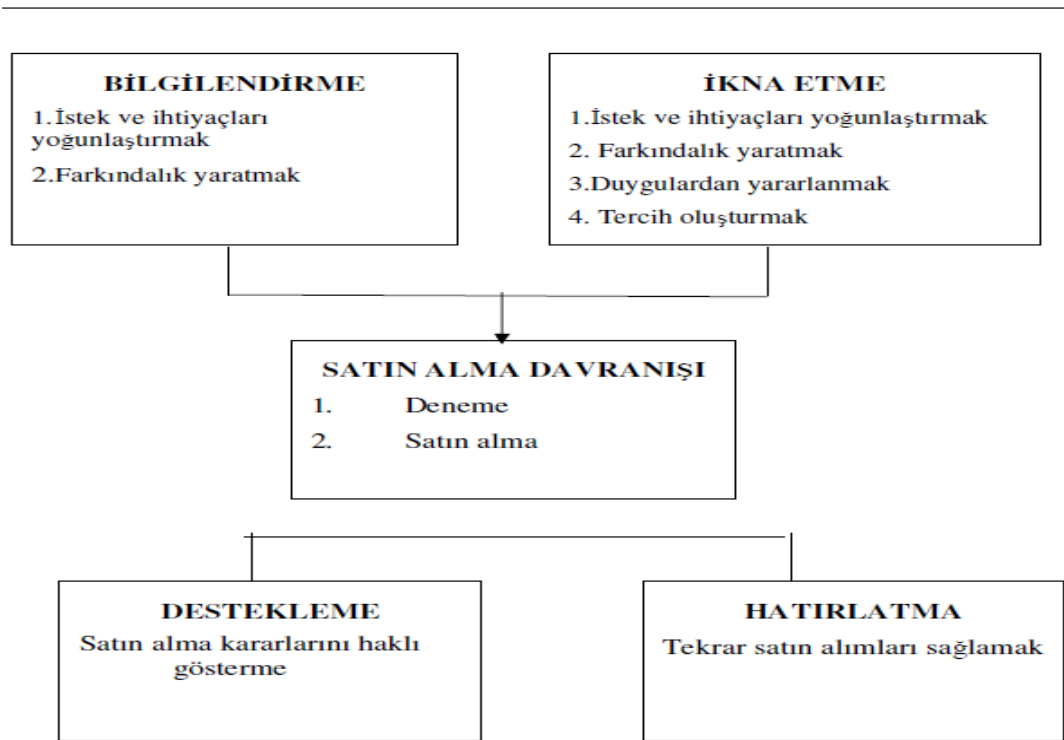 BİLGİLENDİRME
1.İstek ve ihtiyaçları
yoğunlaştırmak
2.Farkındalık yaratmak
İKNA ETME
1.İstek ve ihtiyaçları yoğunlaştırmak
2. Farkındalık yaratmak
3.Duygulardan yararlanmak
4. Tercih oluşturmak
SATIN ALMA DAVRANIŞI
1. Deneme
2. Satın alma
DESTEKLEME
Satın alma kararlarını haklı
gösterme
HATIRLATMA
Tekrar satın alımları sağlamak